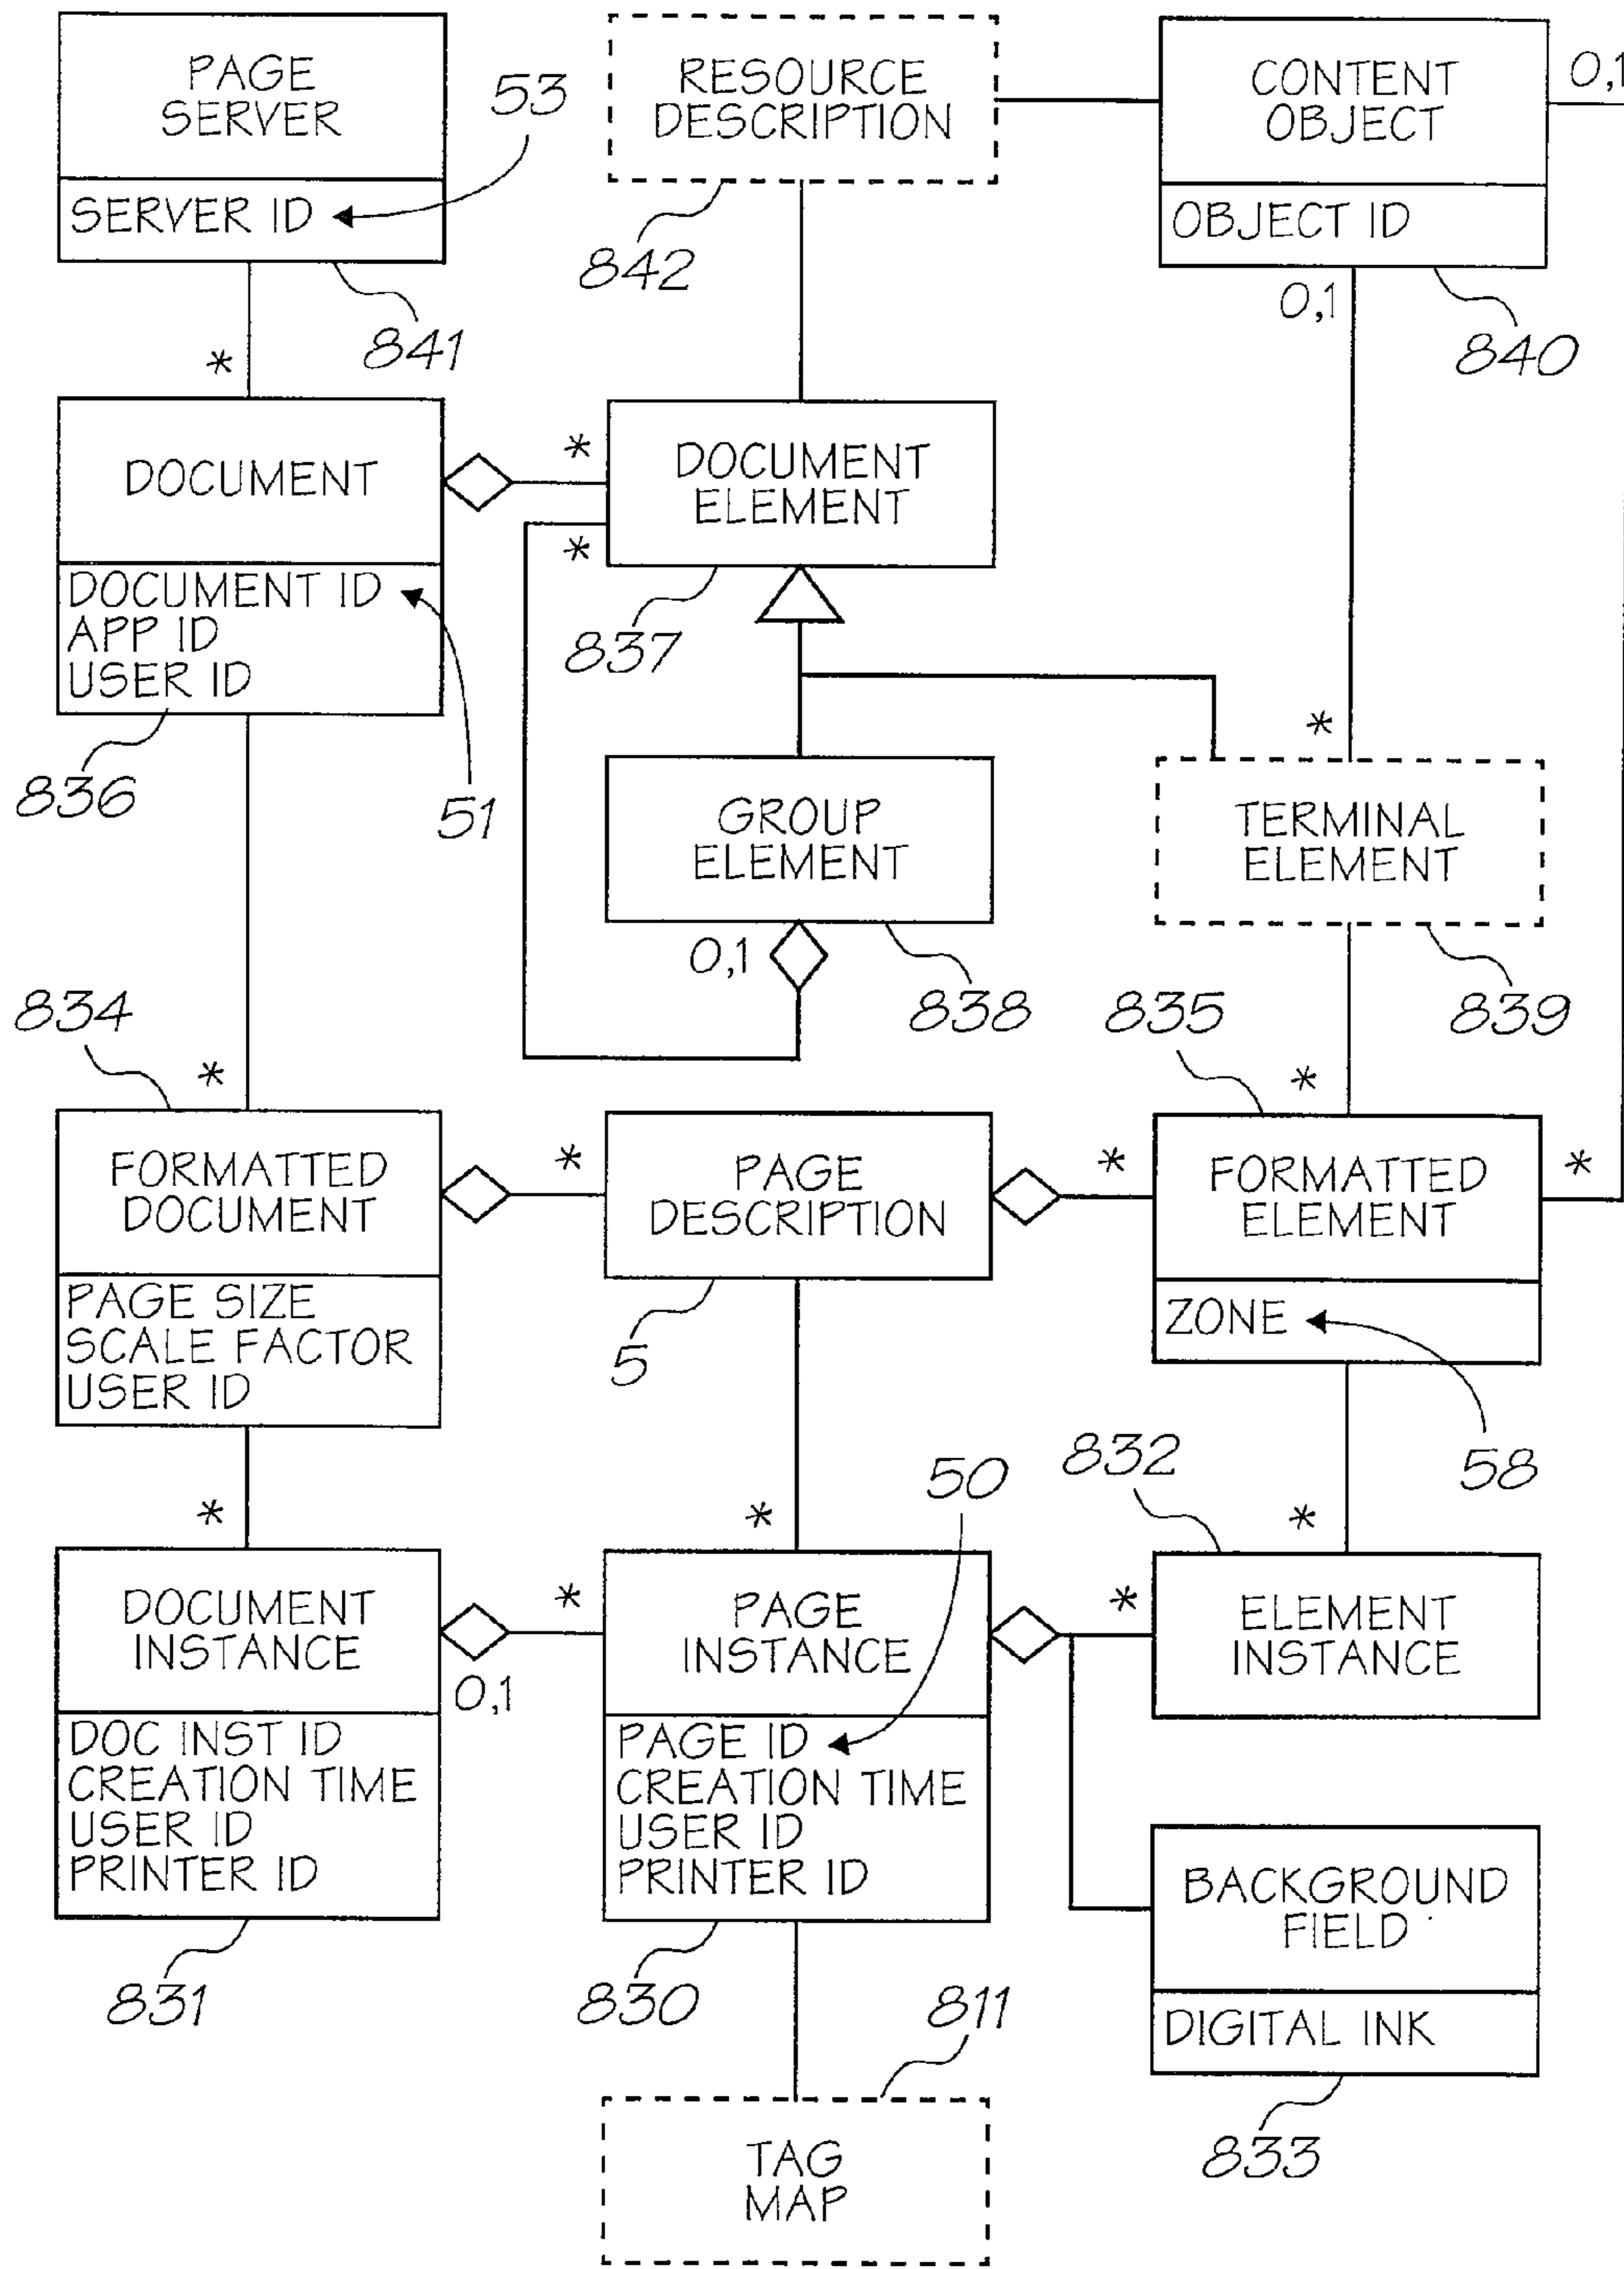 PAGE
SERVER
SERVER ID
53
841
RESOURCE
DESCRIPTION
842
CONTENT
OBJECT
OBJECT ID
840
0,1
0,1
*
DOCUMENT
DOCUMENT ID
APP ID
USER ID
836
51
*
*
DOCUMENT
ELEMENT
837
GROUP
ELEMENT
0,1
838
*
TERMINAL
ELEMENT
839
834
*
FORMATTED
DOCUMENT
PAGE SIZE
SCALE FACTOR
USER ID
*
PAGE
DESCRIPTION
5
835
*
*
*
FORMATTED
ELEMENT
ZONE
58
*
DOCUMENT
INSTANCE
DOC INST ID
CREATION TIME
USER ID
PRINTER ID
831
0,1
*
*
50
PAGE
INSTANCE
PAGE ID
CREATION TIME
USER ID
PRINTER ID
830
832
*
*
ELEMENT
INSTANCE
BACKGROUND
FIELD
DIGITAL INK
833
811
TAG
MAP